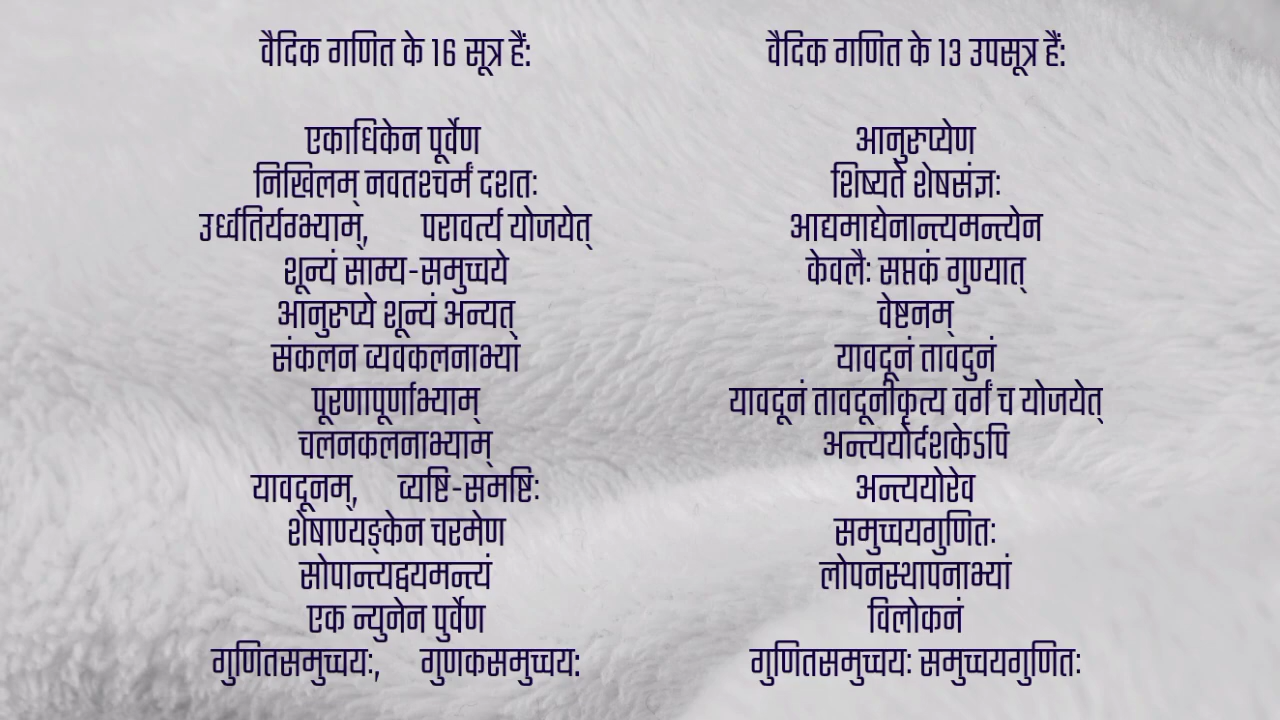 वैदिक गणित के 16 सूत्र हैं:
एकाधिकेन पूर्वेण
निखिलम् नवतश्चर्मं दशतः
उर्ध्वतिर्यग्भ्याम्, परावर्त्य योजयेत्
शून्यं साम्य-समुच्चये
आनुरुप्ये शून्यं अन्यत्
संकलन व्यवकलनाभ्यां
पूरणापूर्णाभ्याम्
चलनकलनाभ्याम्
यावदूनम्, व्यष्टि-समष्टिः
शेषाण्यङ्केन चरमेण
सोपान्त्यद्वयमन्त्यं
एक न्युनेन पुर्वेण
गुणितसमुच्चयः, गुणकसमुच्चयः
वैदिक गणित के 13 उपसूत्र हैं:
आनुरुप्येण
शिष्यते शेषसंज्ञः
आद्यमाद्येनान्त्यमन्त्येन
केवलैः सप्तकं गुण्यात्
वेष्टनम्
यावदूनं तावदुनं
यावदूनं तावदूनीकृत्य वर्गं च योजयेत्
अन्त्ययोर्दशकेऽपि
अन्त्ययोरेव
समुच्चयगुणितः
लोपनस्थापनाभ्यां
विलोकनं
गुणितसमुच्चयः समुच्चयगुणितः